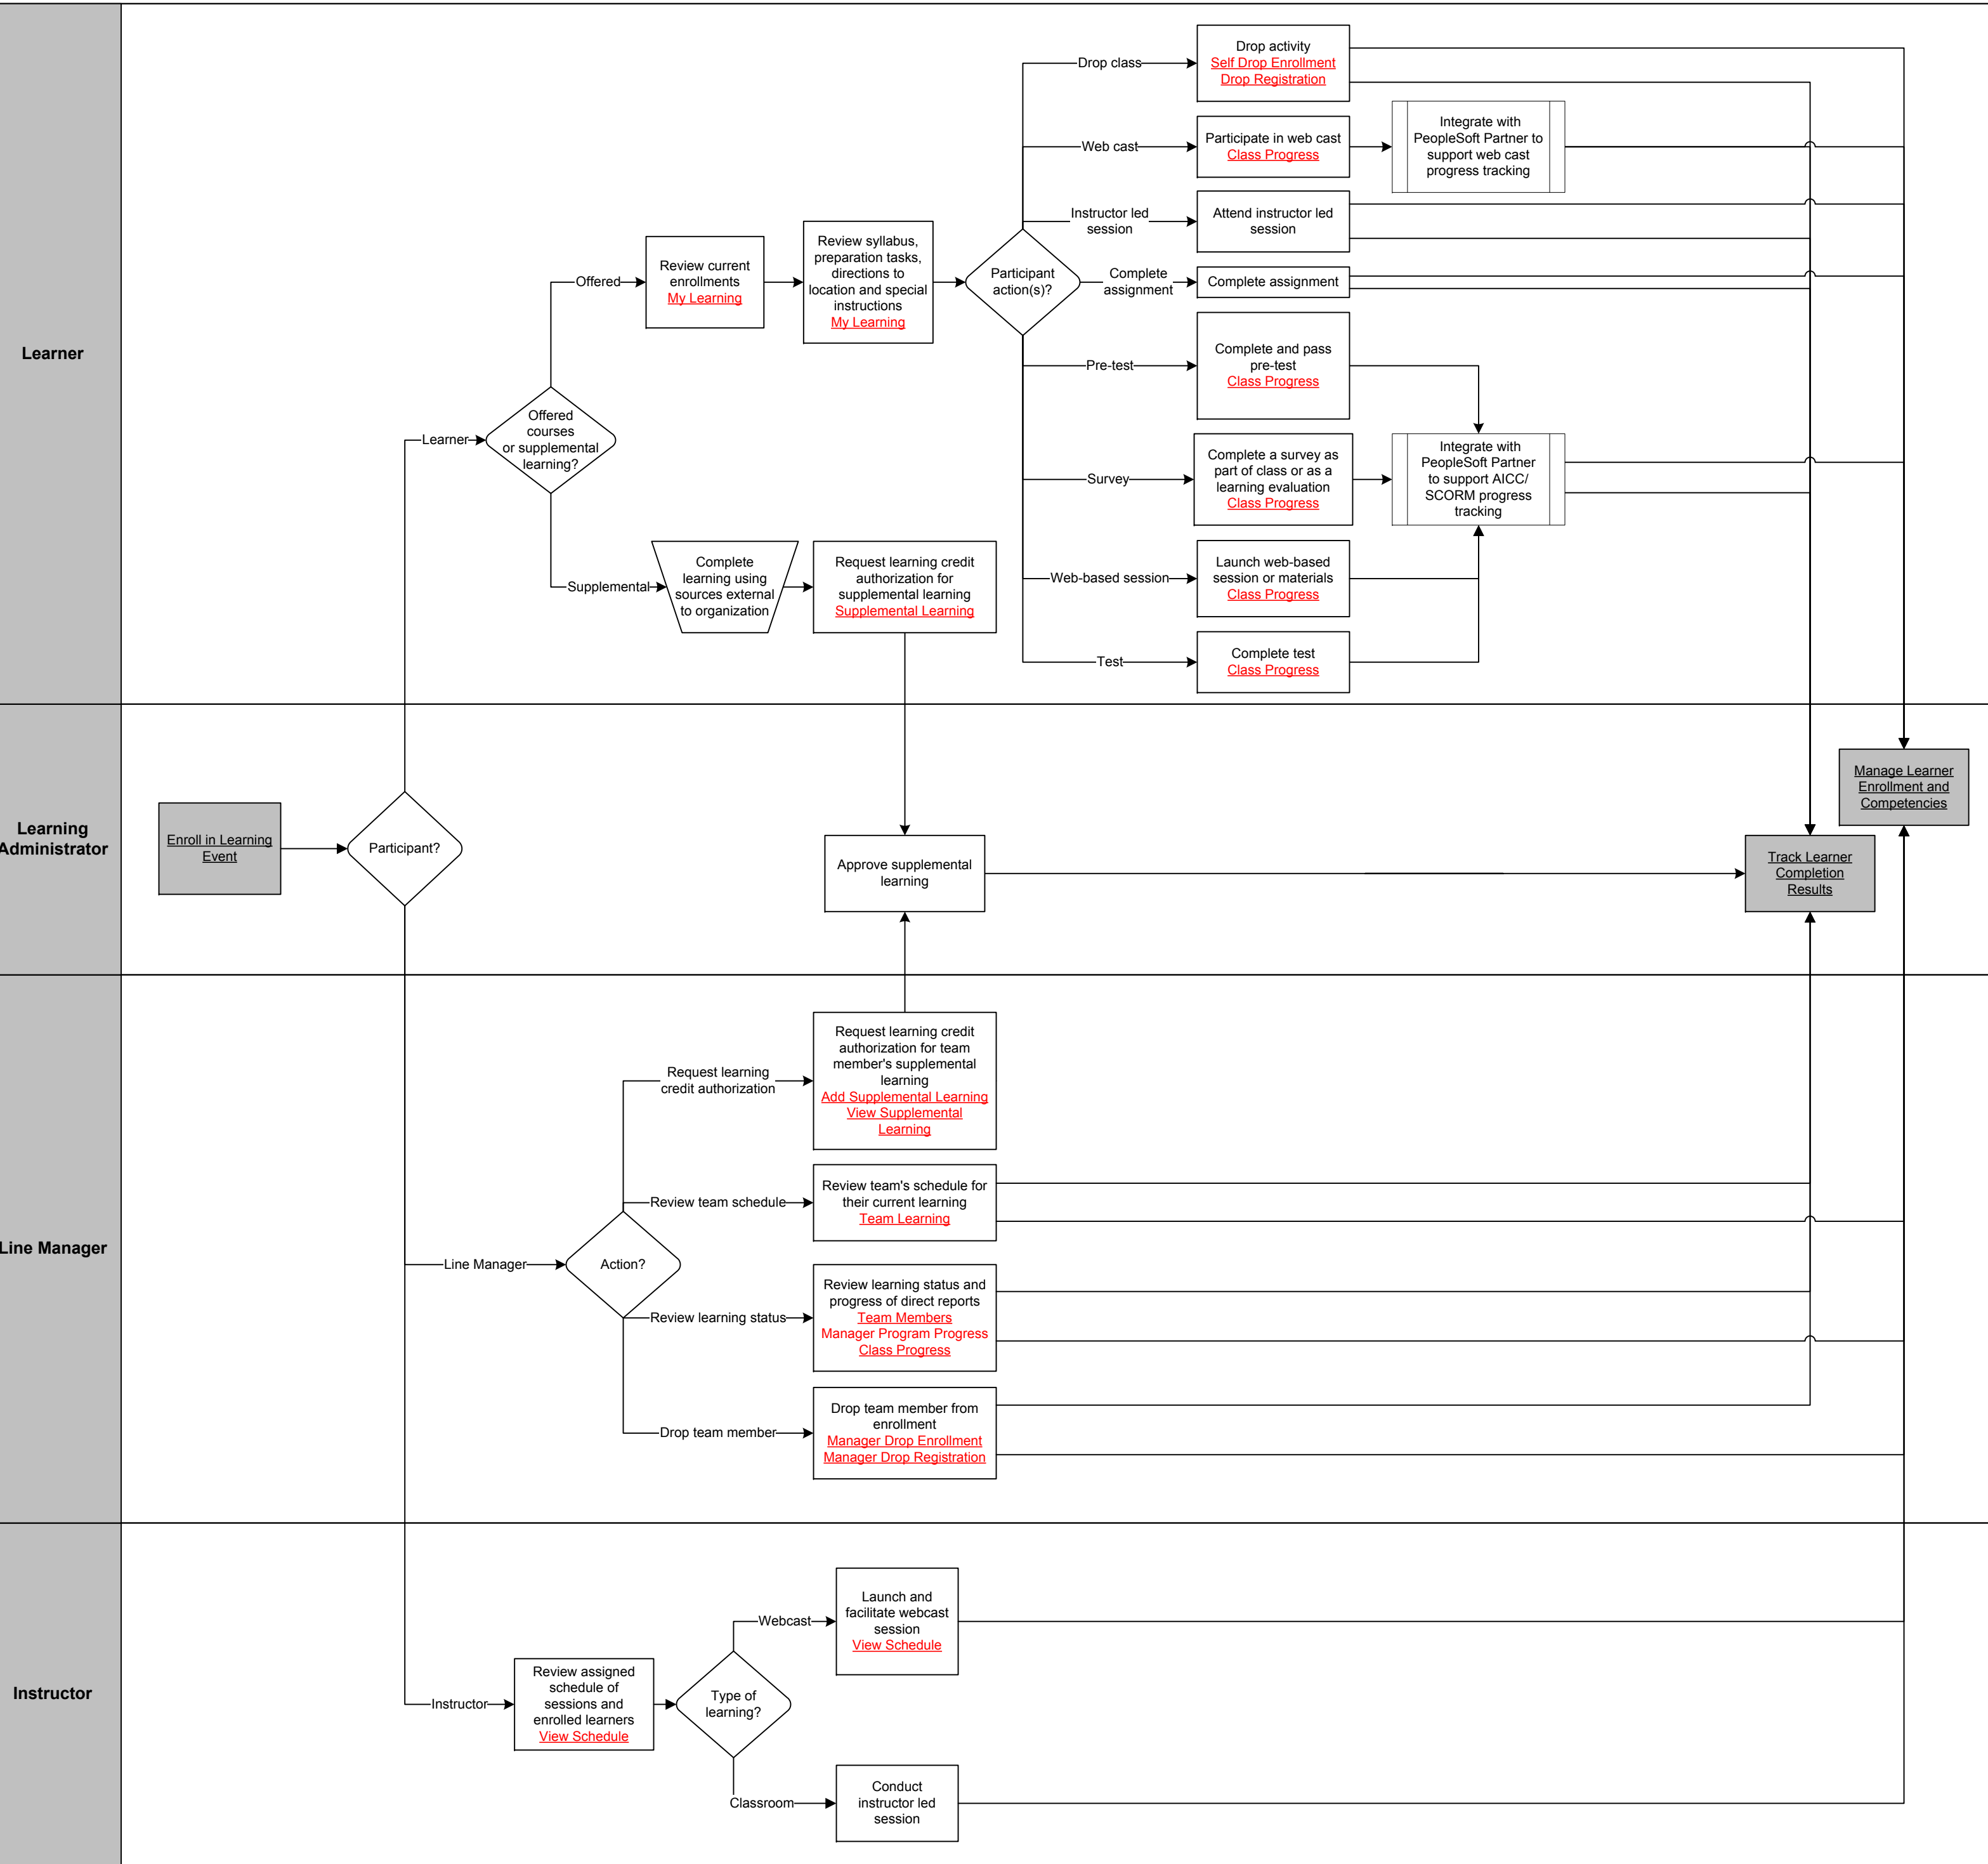 Learner
Drop class
Drop activity
Self Drop Enrollment
Drop Registration
Web cast
Participate in web cast
Class Progress
Integrate with
PeopleSoft Partner to
support web cast
progress tracking
Instructor led
session
Attend instructor led
session
Offered
Review current
enrollments
My Learning
Review syllabus,
preparation tasks,
directions to
location and special
instructions
My Learning
Participant
action(s)?
Complete
assignment
Complete assignment
Pre-test
Complete and pass
pre-test
Class Progress
Learner
Offered
courses
or supplemental
learning?
Survey
Complete a survey as
part of class or as a
learning evaluation
Class Progress
Integrate with
PeopleSoft Partner
to support AICC/
SCORM progress
tracking
Supplemental
Complete
learning using
sources external
to organization
Request learning credit
authorization for
supplemental learning
Supplemental Learning
Web-based session
Launch web-based
session or materials
Class Progress
Test
Complete test
Class Progress
Learning
Administrator
Enroll in Learning
Event
Participant?
Approve supplemental
learning
Track Learner
Completion
Results
Manage Learner
Enrollment and
Competencies
Line Manager
Line Manager
Action?
Request learning
credit authorization
Request learning credit
authorization for team
member's supplemental
learning
Add Supplemental Learning
View Supplemental
Learning
Review team schedule
Review team's schedule for
their current learning
Team Learning
Review learning status
Review learning status and
progress of direct reports
Team Members
Manager Program Progress
Class Progress
Drop team member
Drop team member from
enrollment
Manager Drop Enrollment
Manager Drop Registration
Instructor
Instructor
Review assigned
schedule of
sessions and
enrolled learners
View Schedule
Type of
learning?
Webcast
Launch and
facilitate webcast
session
View Schedule
Classroom
Conduct
instructor led
session